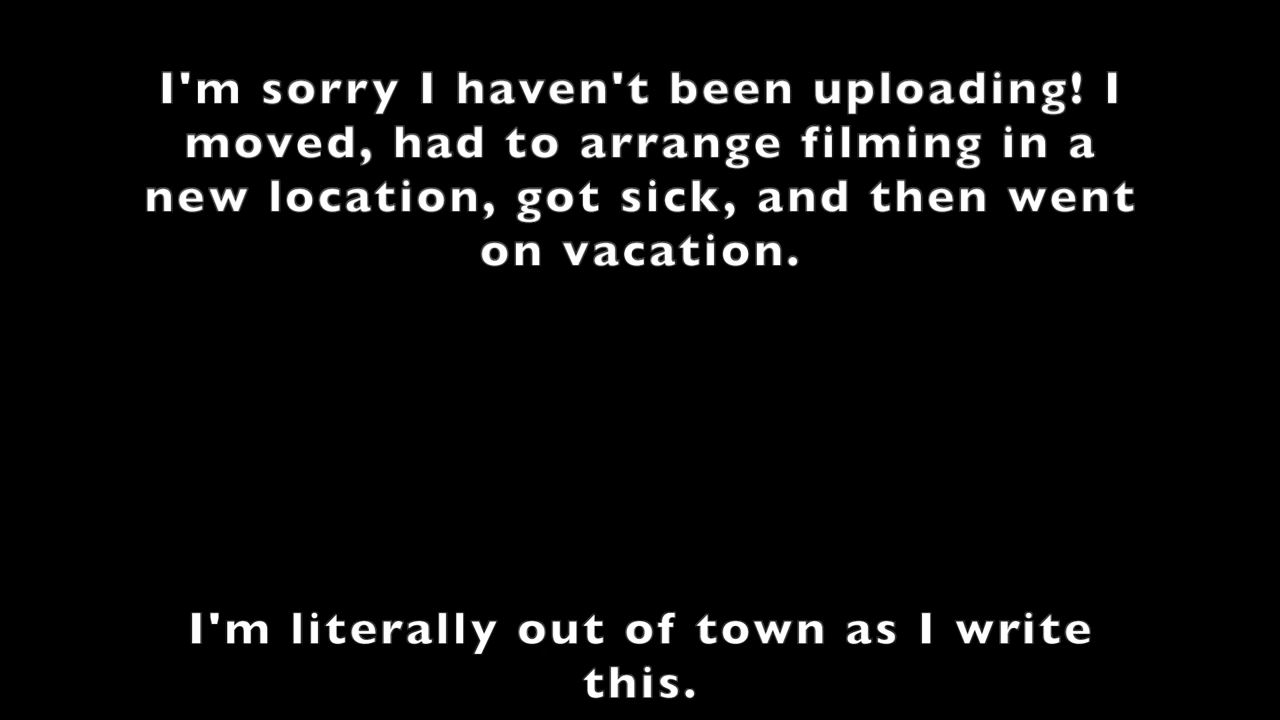 I'm sorry I haven't been uploading! I
moved, had to arrange filming in a
new location, got sick, and then went
on vacation.
I'm literally out of town as I write
this.